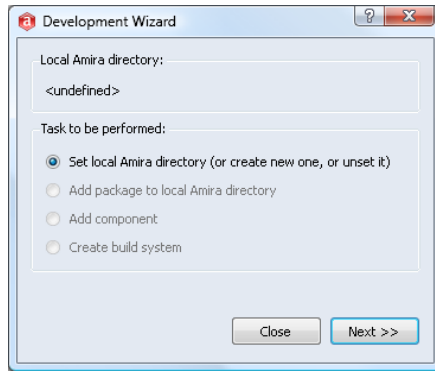 Development Wizard
Local Amira directory:
<undefined>
Task to be performed:
Set local Amira directory (or create new one, or unset it)
Add package to local Amira directory
Add component
Create build system
Close
Next >>